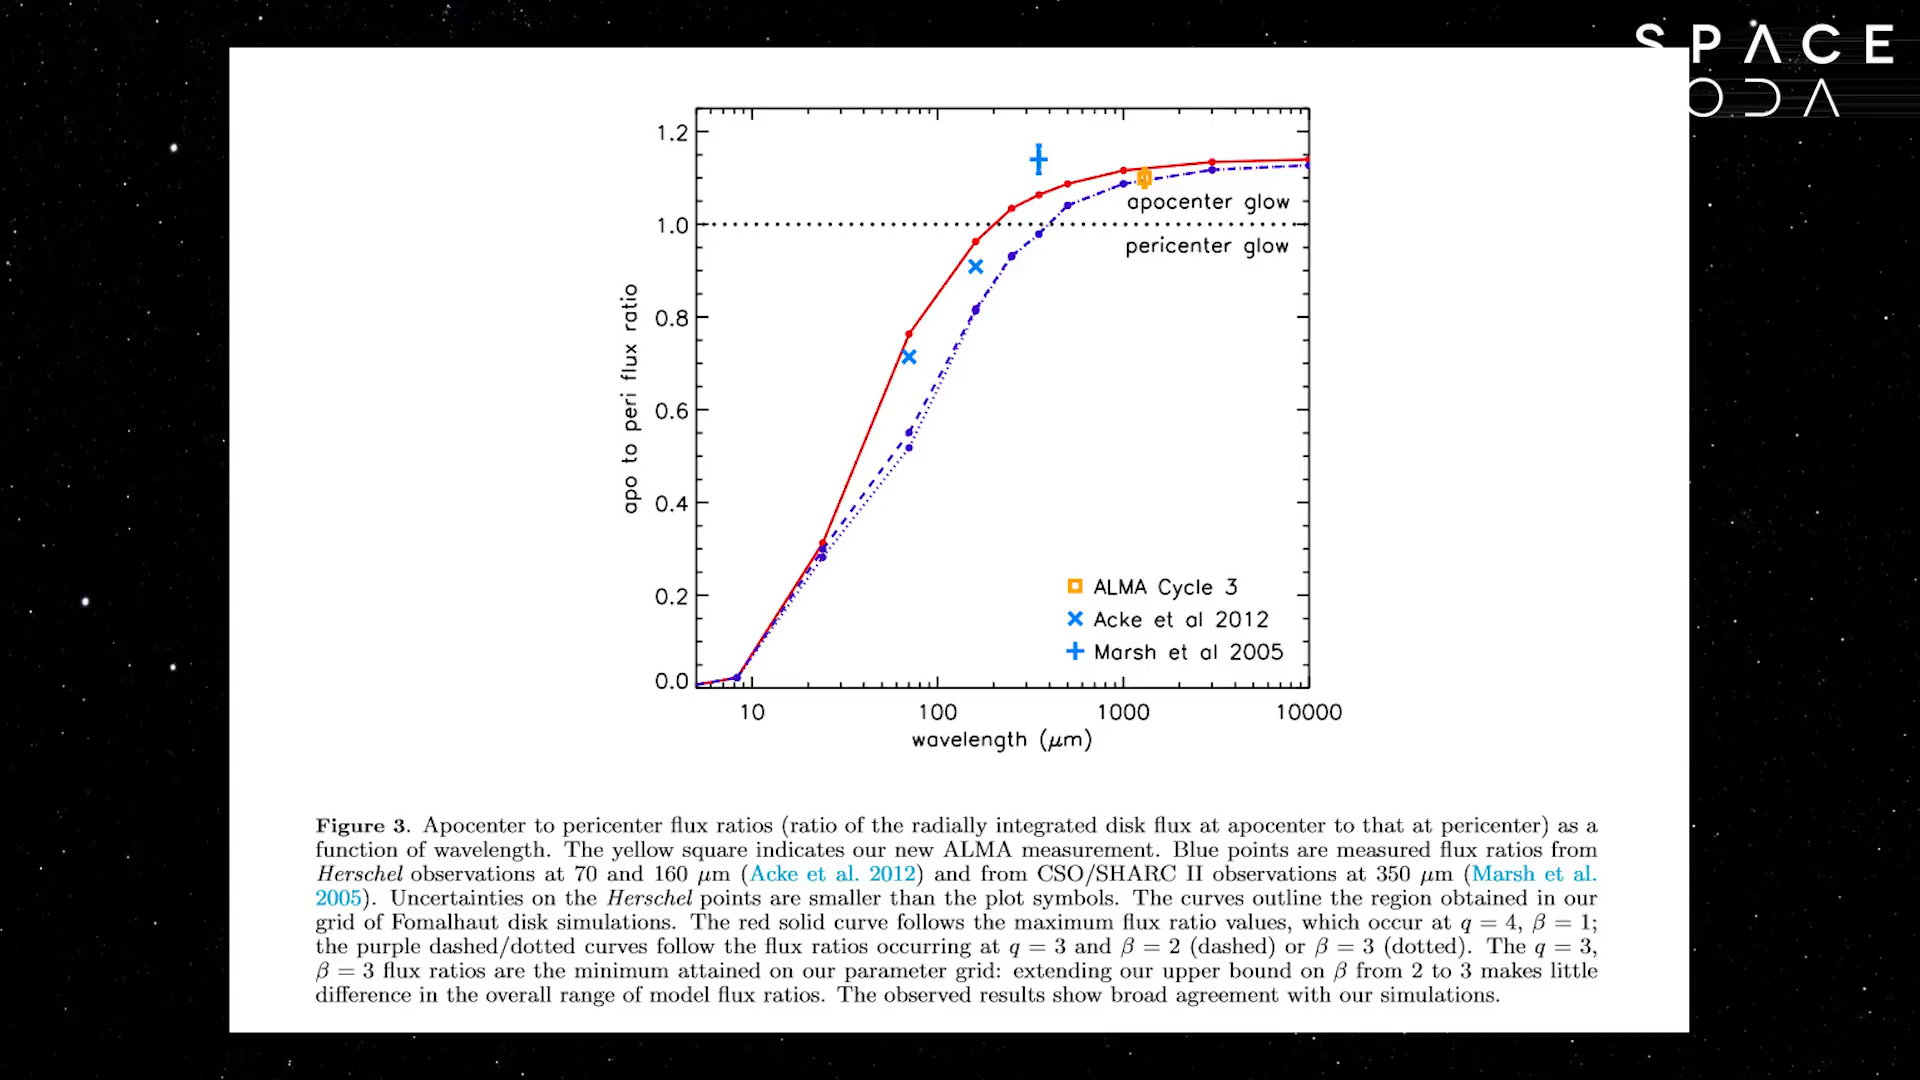 SPACE
ODA
1.2
1.0
0.8
0.6
0.4
0.2
0.0
apo to peri flux ratio
apocenter glow
pericenter glow
ALMA Cycle 3
Acke et al 2012
Marsh et al 2005
10 100 1000 10000
wavelength (μm)
Figure 3. Apocenter to pericenter flux ratios (ratio of the radially integrated disk flux at apocenter to that at pericenter) as a
function of wavelength. The yellow square indicates our new ALMA measurement. Blue points are measured flux ratios from
Herschel observations at 70 and 160 μm (Acke et al. 2012) and from CSO/SHARC II observations at 350 μm (Marsh et al.
2005). Uncertainties on the Herschel points are smaller than the plot symbols. The curves outline the region obtained in our
grid of Fomalhaut disk simulations. The red solid curve follows the maximum flux ratio values, which occur at q = 4, β = 1;
the purple dashed/dotted curves follow the flux ratios occurring at q = 3 and β = 2 (dashed) or β = 3 (dotted). The q = 3,
β = 3 flux ratios are the minimum attained on our parameter grid: extending our upper bound on β from 2 to 3 makes little
difference in the overall range of model flux ratios. The observed results show broad agreement with our simulations.